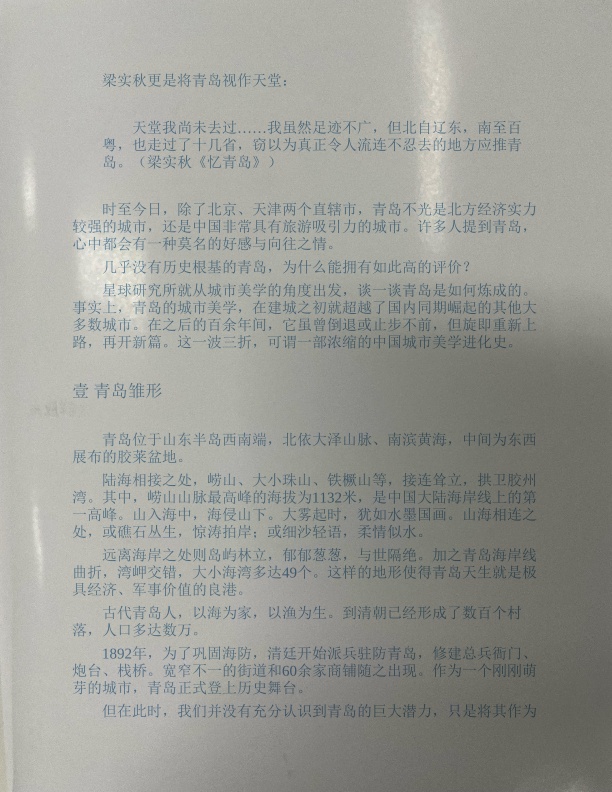 梁实秋更是将青岛视作天堂：
天堂我尚未去过……我虽然足迹不广，但北自辽东，南至百
粤，也走过了十几省，窃以为真正令人流连不忍去的地方应推青
岛。（梁实秋《忆青岛》）
时至今日，除了北京、天津两个直辖市，青岛不光是北方经济实力
较强的城市，还是中国非常具有旅游吸引力的城市。许多人提到青岛，
心中都会有一种莫名的好感与向往之情。
几乎没有历史根基的青岛，为什么能拥有如此高的评价？
星球研究所就从城市美学的角度出发，谈一谈青岛是如何炼成的。
事实上，青岛的城市美学，在建城之初就超越了国内同期崛起的其他大
多数城市。在之后的百余年间，它虽曾倒退或止步不前，但旋即重新上
路，再开新篇。这一波三折，可谓一部浓缩的中国城市美学进化史。
壹 青岛雏形
青岛位于山东半岛西南端，北依大泽山脉、南滨黄海，中间为东西
展布的胶莱盆地。
陆海相接之处，崂山、大小珠山、铁橛山等，接连耸立，拱卫胶州
湾。其中，崂山山脉最高峰的海拔为1132米，是中国大陆海岸线上的第
一高峰。山入海中，海侵山下。大雾起时，犹如水墨国画。山海相连之
处，或礁石丛生，惊涛拍岸；或细沙轻语，柔情似水。
远离海岸之处则岛屿林立，郁郁葱葱，与世隔绝。加之青岛海岸线
曲折，湾岬交错，大小海湾多达49个。这样的地形使得青岛天生就是极
具经济、军事价值的良港。
古代青岛人，以海为家，以渔为生。到清朝已经形成了数百个村
落，人口多达数万。
1892年，为了巩固海防，清廷开始派兵驻防青岛，修建总兵衙门、
炮台、栈桥。宽窄不一的街道和60余家商铺随之出现。作为一个刚刚萌
芽的城市，青岛正式登上历史舞台。
但在此时，我们并没有充分认识到青岛的巨大潜力，只是将其作为